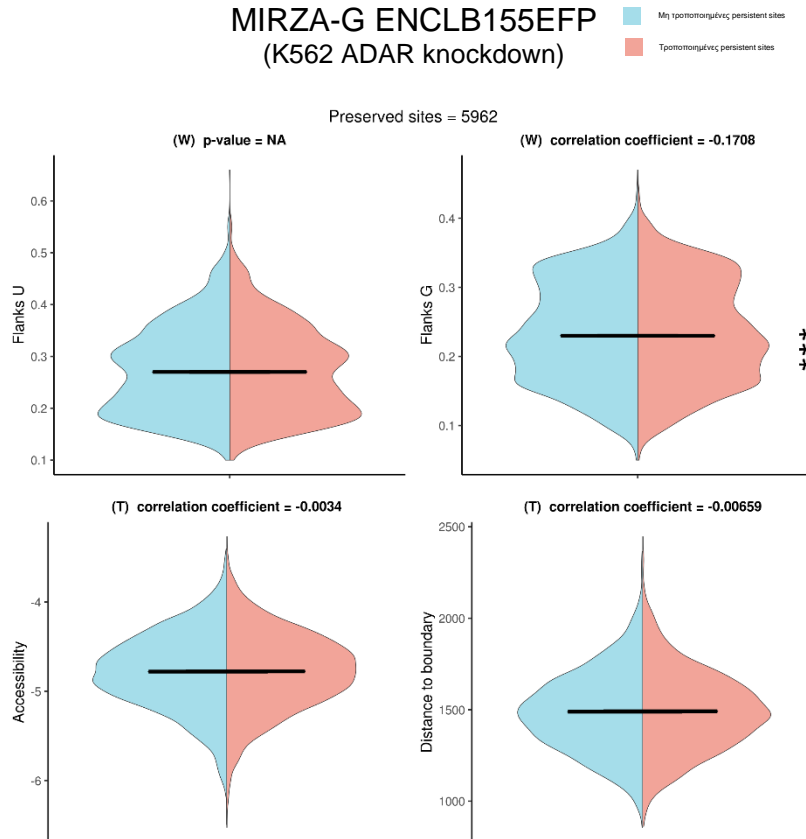 MIRZA-G ENCLB155EFP
(K562 ADAR knockdown)
Μη τροποποιημένες persistent sites
Τροποποιημένες persistent sites
Preserved sites = 5962
(W) p-value = NA
(W) correlation coefficient = -0.1708
Flanks U
0.6
0.5
0.4
0.3
0.2
0.1
Flanks G
0.4
0.3
0.2
0.1
***
(T) correlation coefficient = -0.0034
(T) correlation coefficient = -0.00659
Accessibility
-4
-5
-6
Distance to boundary
2500
2000
1500
1000